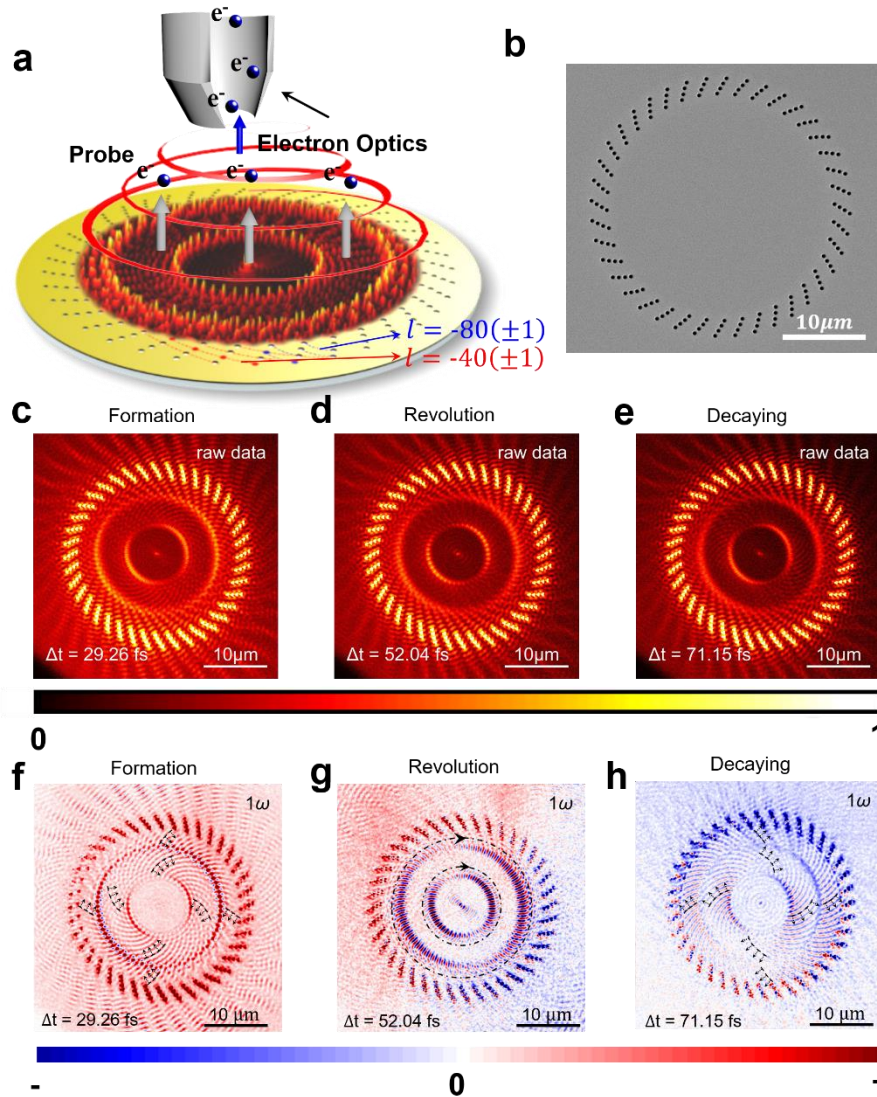 a
e⁻
e⁻
e⁻
Electron Optics
Probe
e⁻
e⁻
e⁻
l = -80(±1)
l = -40(±1)
b
10μm
c
Formation
raw data
Δt = 29.26 fs
10μm
d
Revolution
raw data
Δt = 52.04 fs
10μm
e
Decaying
raw data
Δt = 71.15 fs
10μm
0
f
Formation
1ω
Δt = 29.26 fs
10 μm
g
Revolution
1ω
Δt = 52.04 fs
10 μm
h
Decaying
1ω
Δt = 71.15 fs
10 μm
-
0